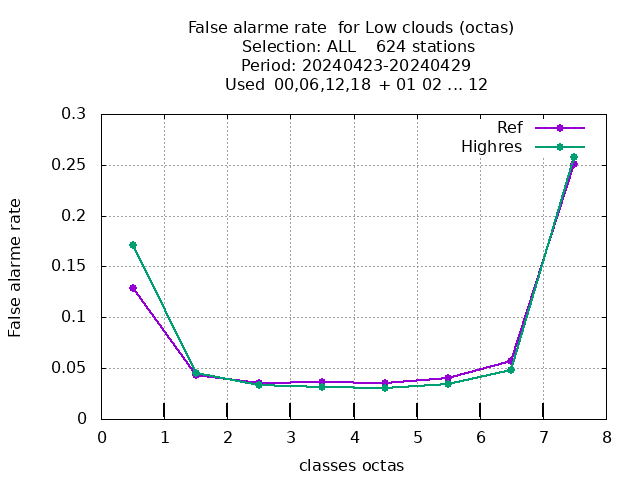 False alarme rate  for Low clouds (octas)
Selection: ALL    624 stations
Period: 20240423-20240429
Used  00,06,12,18  + 01 02 ... 12
0.3
0.25
0.2
0.15
0.1
0.05
0
False alarme rate
Ref
Highres
0 1 2 3 4 5 6 7 8
classes octas